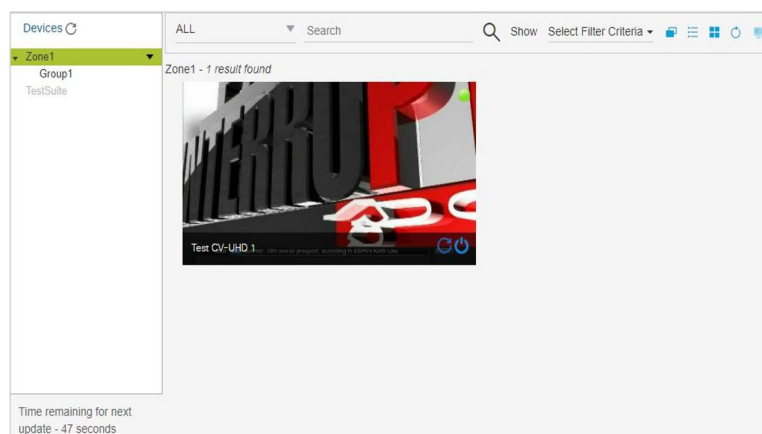 Devices
ALL
Search
Show
Select Filter Criteria
Zone1
Group1
TestSuite
Zone1 - 1 result found
INTERRUP
Test CV-UHD 1
Time remaining for next
update - 47 seconds